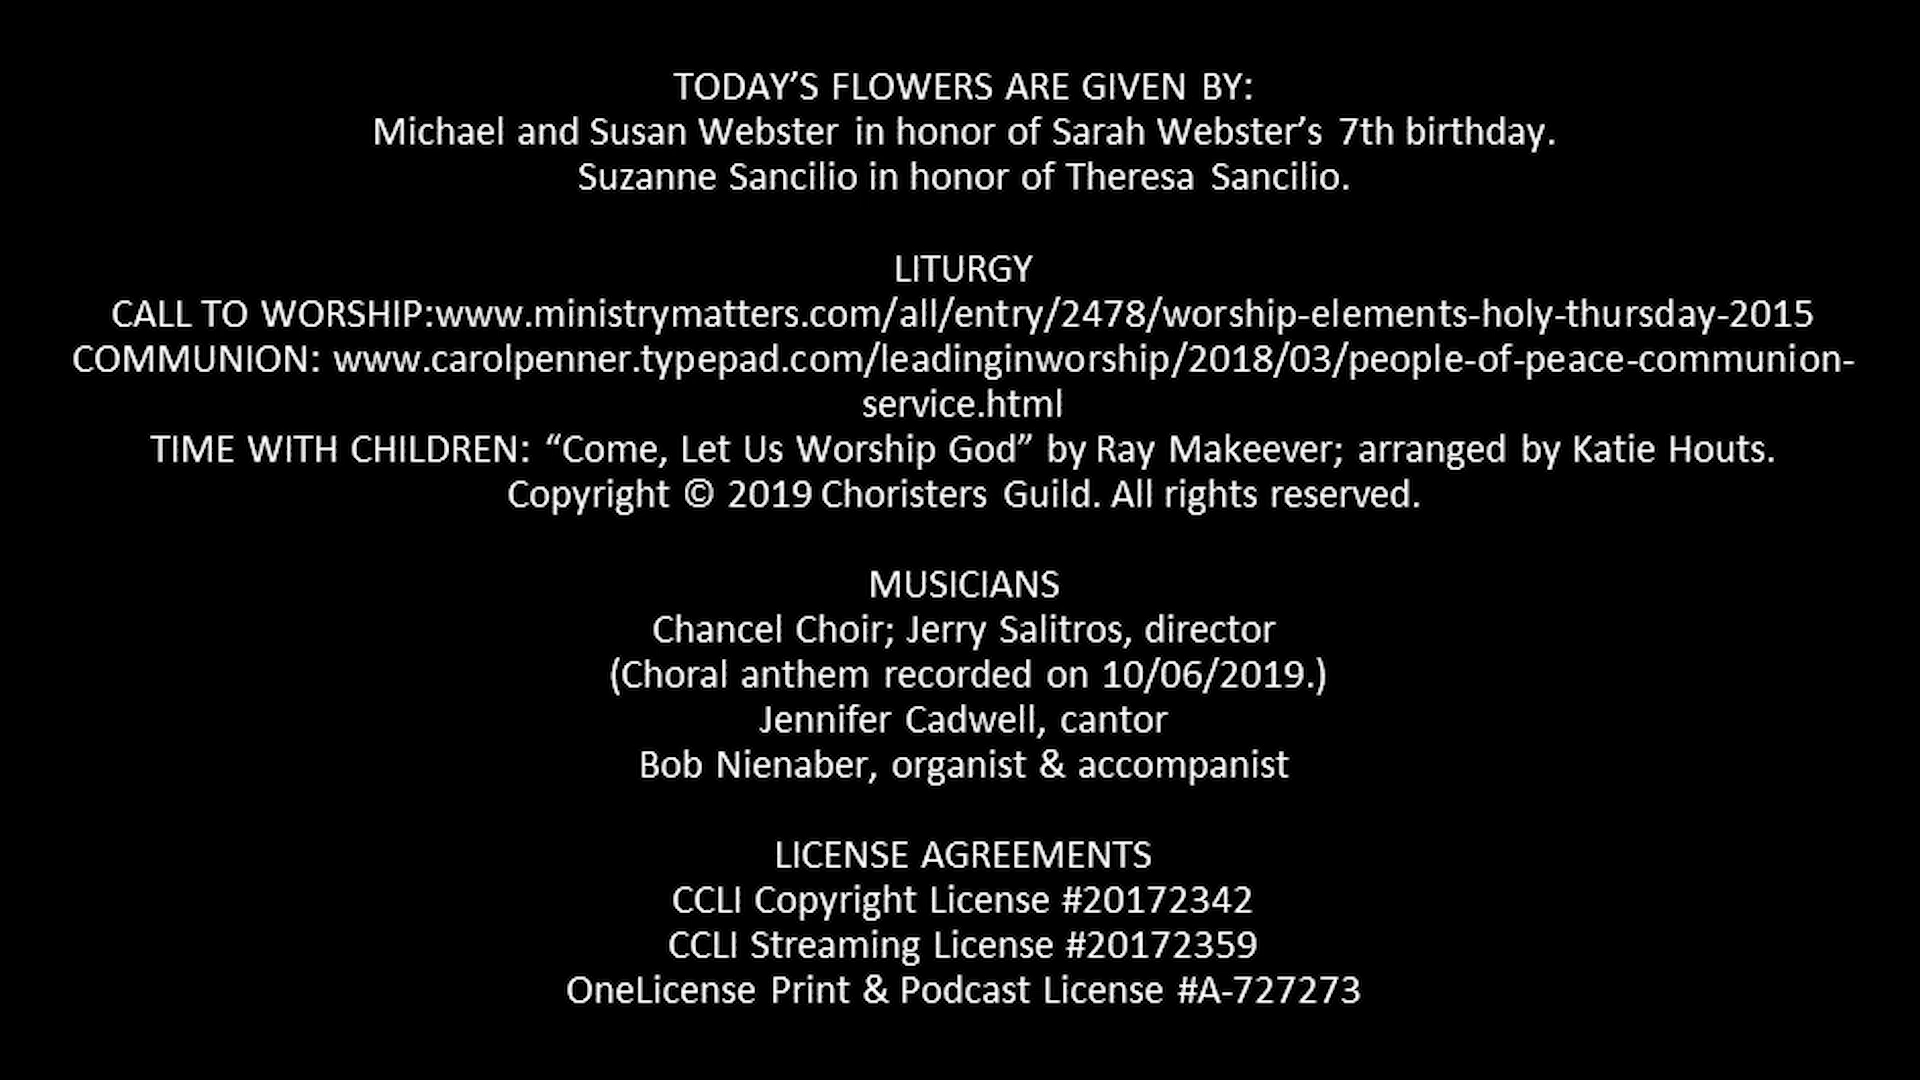 TODAY’S FLOWERS ARE GIVEN BY:
Michael and Susan Webster in honor of Sarah Webster’s 7th birthday.
Suzanne Sancilio in honor of Theresa Sancilio.
LITURGY
CALL TO WORSHIP:www.ministrymatters.com/all/entry/2478/worship-elements-holy-thursday-2015
COMMUNION: www.carolpenner.typepad.com/leadinginworship/2018/03/people-of-peace-communion-
service.html
TIME WITH CHILDREN: “Come, Let Us Worship God” by Ray Makeever; arranged by Katie Houts.
Copyright © 2019 Choristers Guild. All rights reserved.
MUSICIANS
Chancel Choir; Jerry Salitros, director
(Choral anthem recorded on 10/06/2019.)
Jennifer Cadwell, cantor
Bob Nienaber, organist & accompanist
LICENSE AGREEMENTS
CCLI Copyright License #20172342
CCLI Streaming License #20172359
OneLicense Print & Podcast License #A-727273